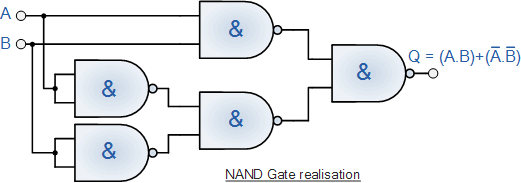 A
B
&
&
&
&
&
Q = (A.B)+(A̅.B̅)
NAND Gate realisation